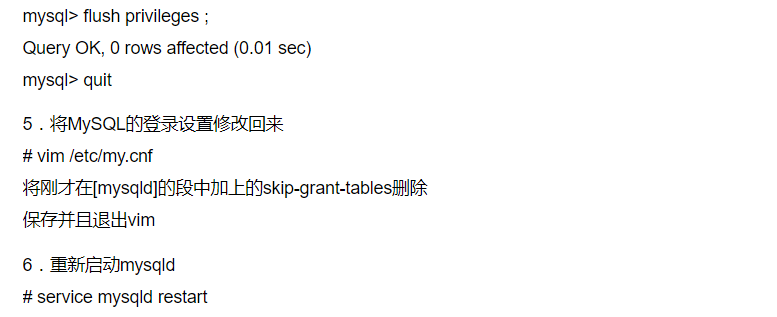 mysql> flush privileges ;
Query OK, 0 rows affected (0.01 sec)
mysql> quit
5．将MySQL的登录设置修改回来
# vim /etc/my.cnf
将刚才在[mysqld]的段中加上的skip-grant-tables删除
保存并且退出vim
6．重新启动mysqld
# service mysqld restart